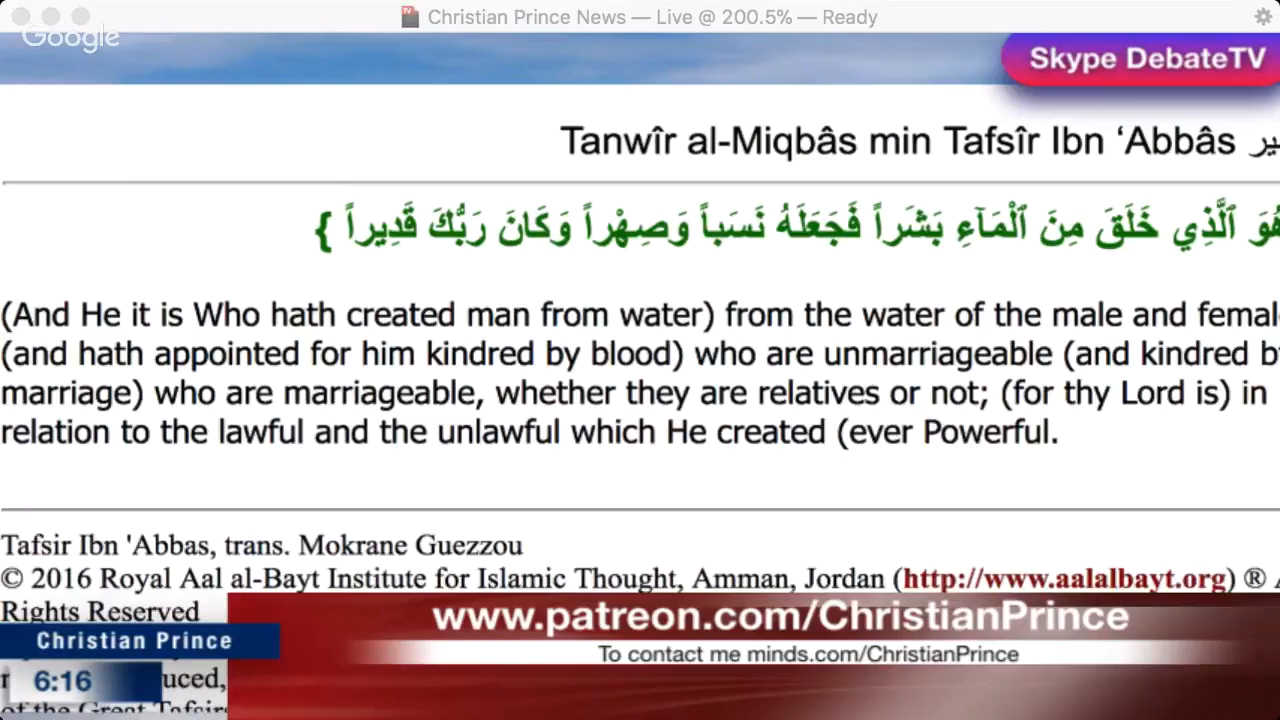 Christian Prince News — Live @ 200.5% — Ready
Google
Skype DebateTV
Tanwîr al-Miqbâs min Tafsîr Ibn ‘Abbâs
ٱلَّذِي خَلَقَ مِنَ ٱلْمَآءِ بَشَراً فَجَعَلَهُ نَسَباً وَصِهْراً وَكَانَ رَبُّكَ قَدِيراً }
(And He it is Who hath created man from water) from the water of the male and femal
(and hath appointed for him kindred by blood) who are unmarriageable (and kindred by
marriage) who are marriageable, whether they are relatives or not; (for thy Lord is) in
relation to the lawful and the unlawful which He created (ever Powerful.
Tafsir Ibn 'Abbas, trans. Mokrane Guezzou
© 2016 Royal Aal al-Bayt Institute for Islamic Thought, Amman, Jordan (http://www.aalalbayt.org) ®
Rights Reserved
www.patreon.com/ChristianPrince
Christian Prince
To contact me minds.com/ChristianPrince
6:16
uced,
of the Great Tafsirs